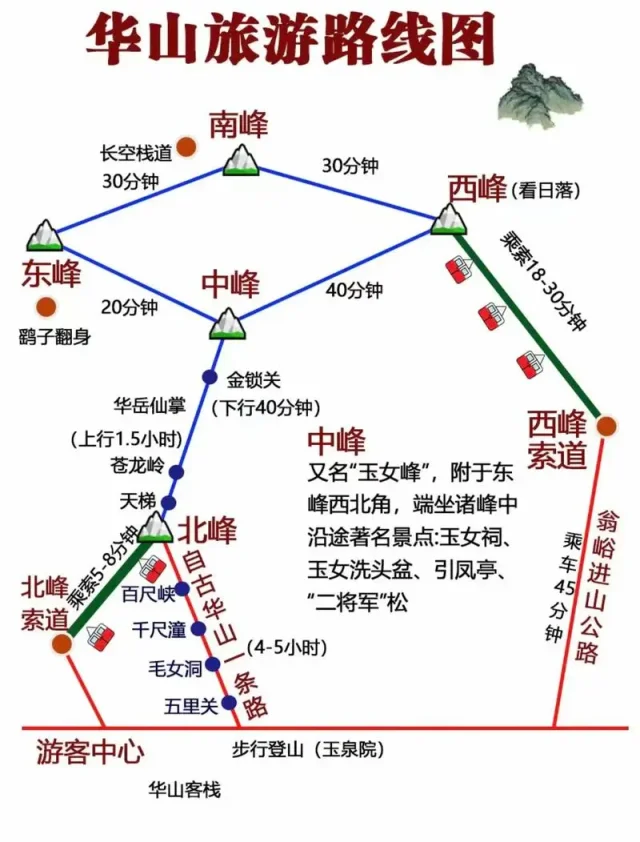 华山旅游路线图
南峰
长空栈道
30分钟
30分钟
西峰(看日落)
东峰
中峰
乘索18-30分钟
20分钟
40分钟
鹞子翻身
金锁关
华岳仙掌
(下行40分钟)
(上行1.5小时)
苍龙岭
天梯
西峰
索道
中峰
又名“玉女峰”，附于东
峰西北角，端坐诸峰中
沿途著名景点:玉女祠、
玉女洗头盆、引凤亭、
“二将军”松
北峰
乘索5-8分钟
北峰
索道
自古华山一条路
百尺峡
千尺潼
(4-5小时)
毛女洞
五里关
乘车45分钟
翁峪进山公路
游客中心
步行登山（玉泉院）
华山客栈